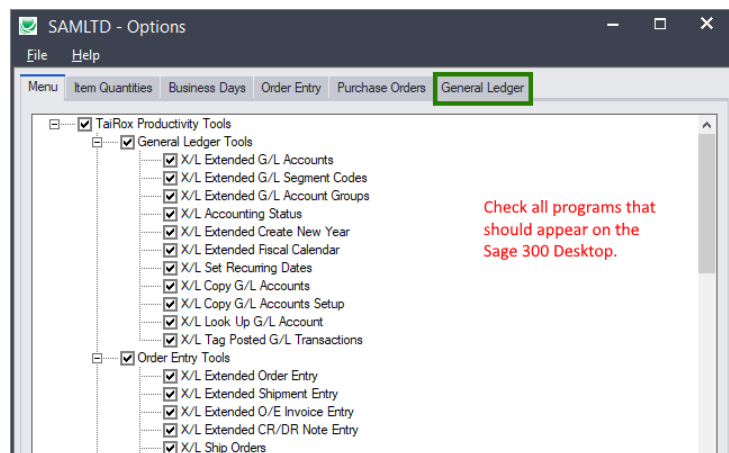 SAMLTD - Options
File Help
Menu Item Quantities Business Days Order Entry Purchase Orders General Ledger
TaiRox Productivity Tools
General Ledger Tools
X/L Extended G/L Accounts
X/L Extended G/L Segment Codes
X/L Extended G/L Account Groups
X/L Accounting Status
X/L Extended Create New Year
X/L Extended Fiscal Calendar
X/L Set Recurring Dates
X/L Copy G/L Accounts
X/L Copy G/L Accounts Setup
X/L Look Up G/L Account
X/L Tag Posted G/L Transactions
Order Entry Tools
X/L Extended Order Entry
X/L Extended Shipment Entry
X/L Extended O/E Invoice Entry
X/L Extended CR/DR Note Entry
X/L Ship Orders
Check all programs that
should appear on the
Sage 300 Desktop.